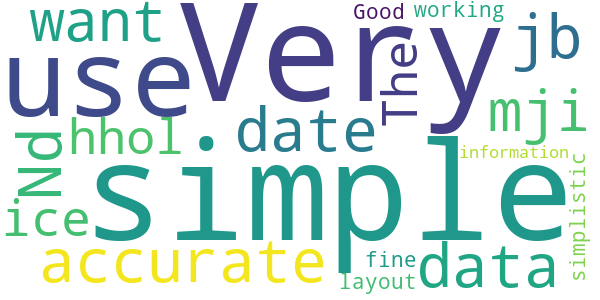 want
Very
Good
working
use
The
jb
Nd
hhol
date
mji
simple
information
ice
accurate
fine
data
layout
simplistic